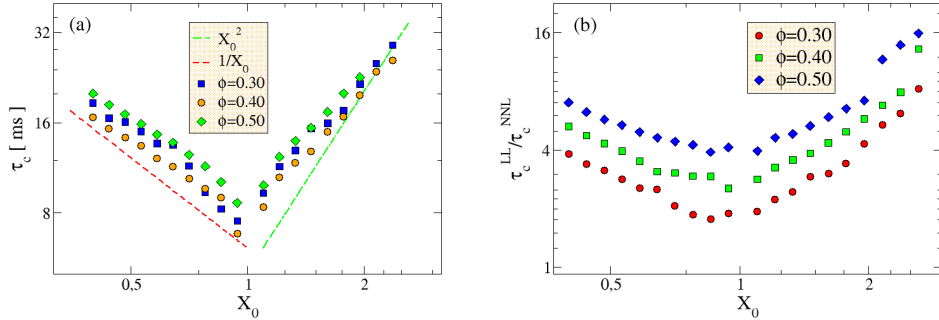 (a)
X₀²
1/X₀
ϕ=0.30
ϕ=0.40
ϕ=0.50
32
16
8
τc [ ms]
0,5
1
2
X₀
(b)
ϕ=0.30
ϕ=0.40
ϕ=0.50
16
4
1
τc^LL/τc^NNL
0,5
1
2
X₀